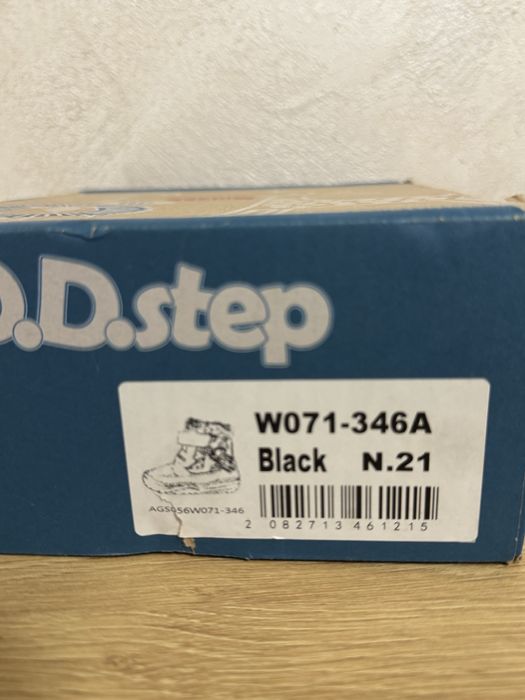 D.D.step
W071-346A
Black N.21
AGS056W071-346
2 082713 461215